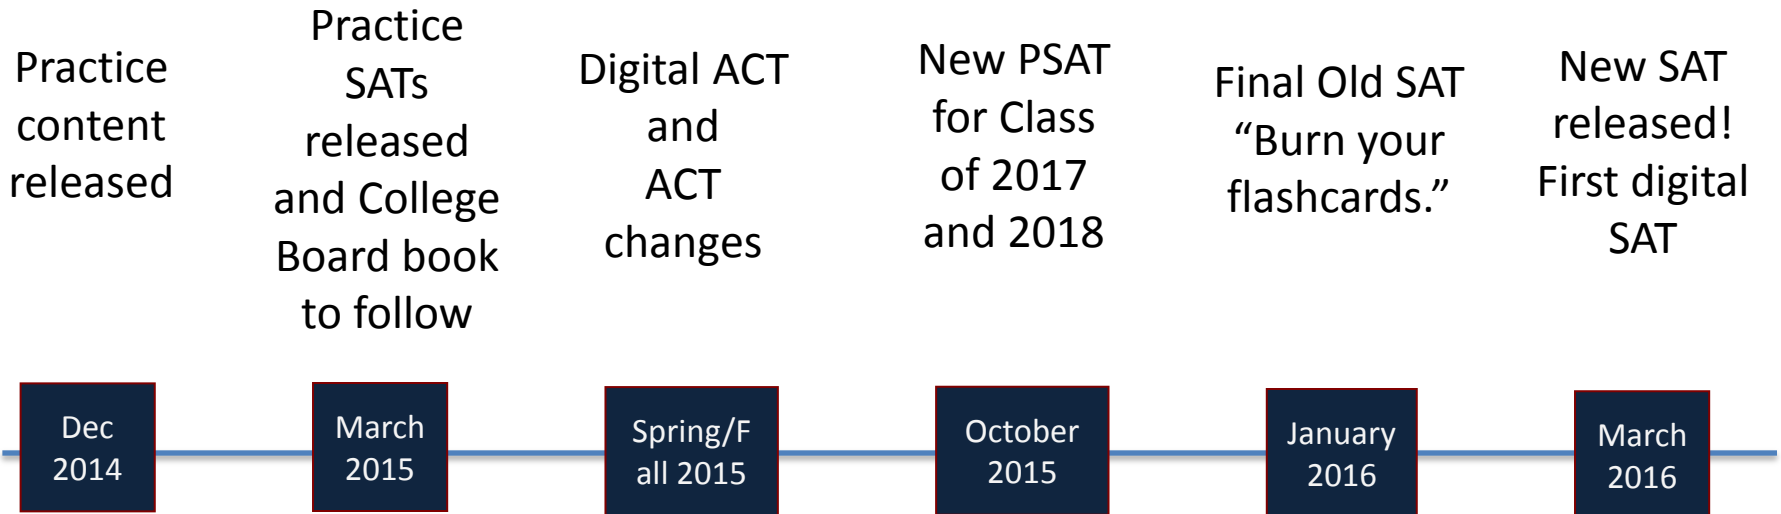 Practice
content
released
Practice
SATs
released
and College
Board book
to follow
Digital ACT
and
ACT
changes
New PSAT
for Class
of 2017
and 2018
Final Old SAT
“Burn your
flashcards.”
New SAT
released!
First digital
SAT
Dec
2014
March
2015
Spring/F
all 2015
October
2015
January
2016
March
2016